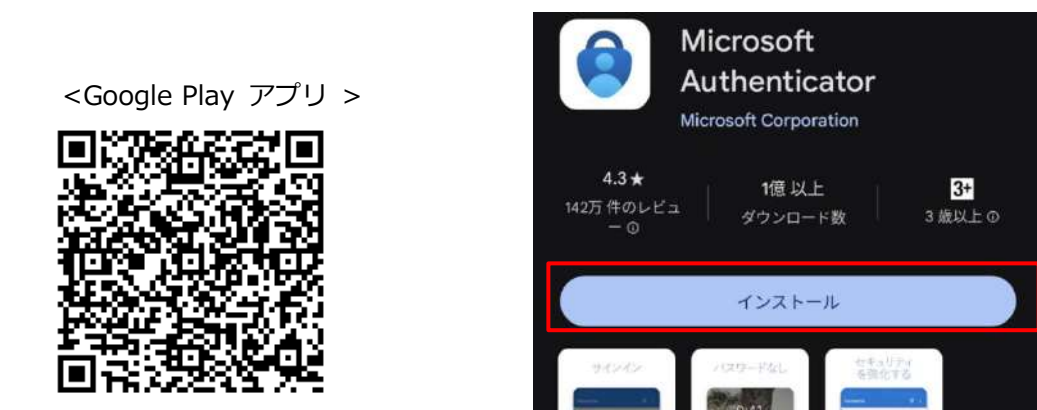 <Google Play アプリ >
Microsoft
Authenticator
Microsoft Corporation
4.3★
142万 件のレビュ
ー ⓘ
1億 以上
ダウンロード数
3+
3 歳以上 ⓘ
インストール
サインイン
パスワードなし
セキュリティ
を強化する